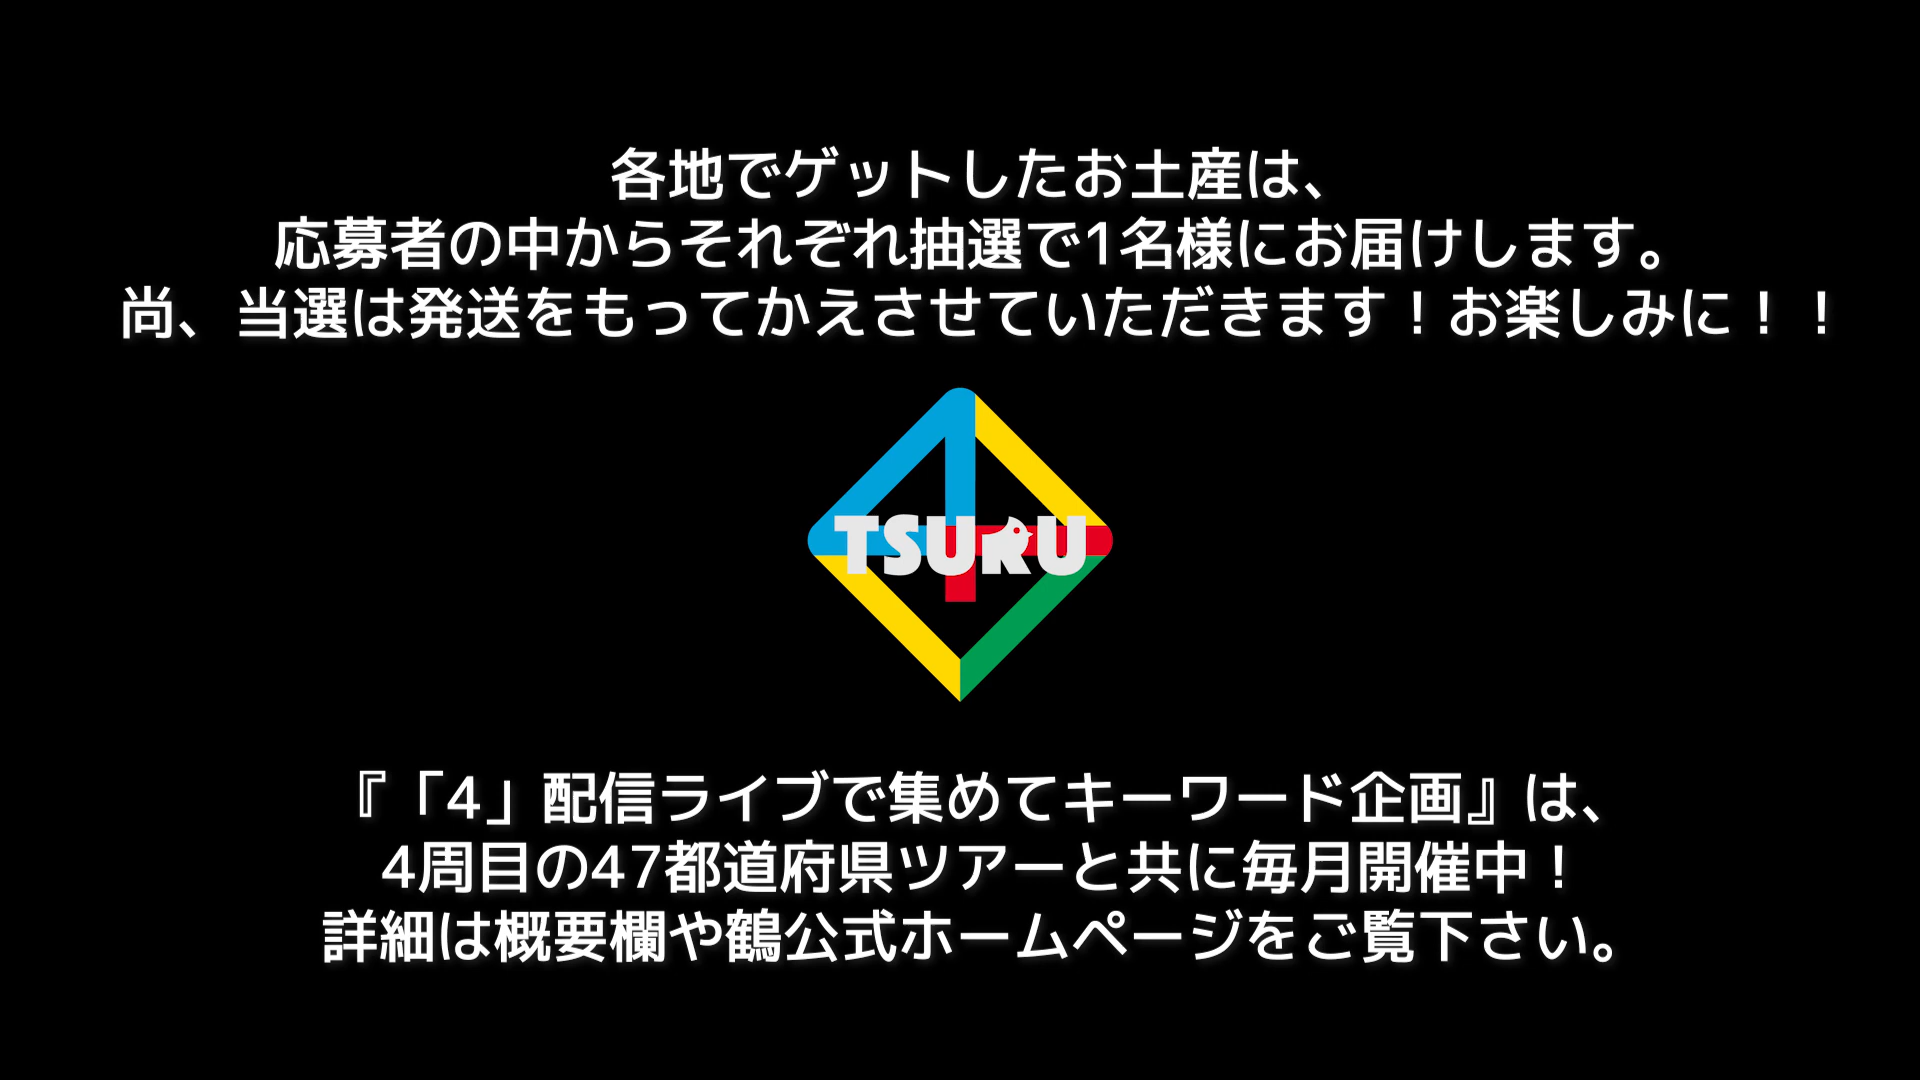 各地でゲットしたお土産は、
応募者の中からそれぞれ抽選で1名様にお届けします。
尚、当選は発送をもってかえさせていただきます！お楽しみに！！
4
TSURU
『「4」配信ライブで集めてキーワード企画』は、
4周目の47都道府県ツアーと共に毎月開催中！
詳細は概要欄や鶴公式ホームページをご覧下さい。